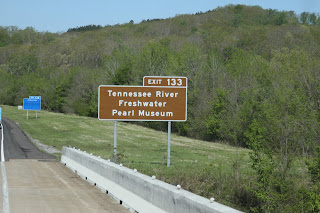 EXIT 133
Tennessee River
Freshwater
Pearl Museum